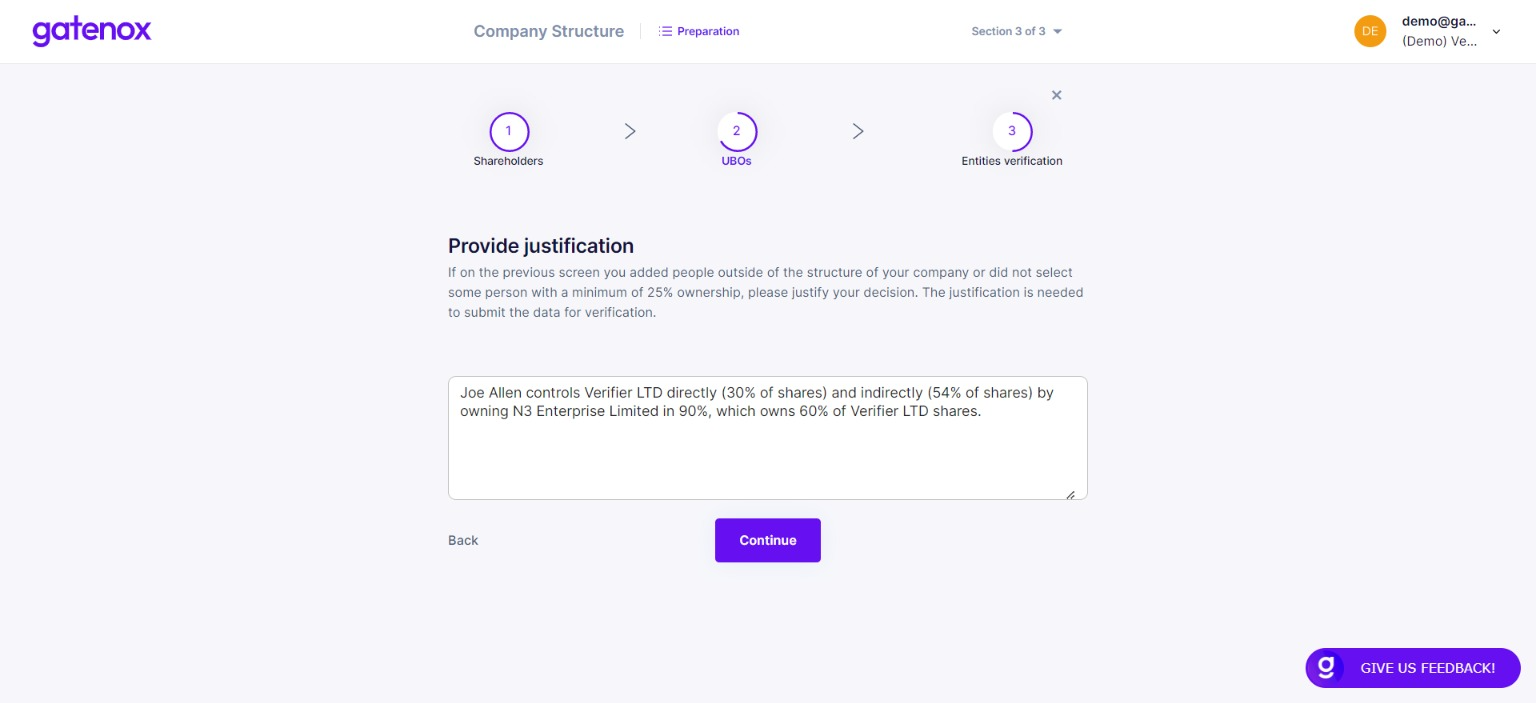 gatenox
Company Structure
Preparation
Section 3 of 3
DE
demo@ga...
(Demo) Ve...
1
2
3
Shareholders
UBOs
Entities verification
Provide justification
If on the previous screen you added people outside of the structure of your company or did not select
some person with a minimum of 25% ownership, please justify your decision. The justification is needed
to submit the data for verification.
Joe Allen controls Verifier LTD directly (30% of shares) and indirectly (54% of shares) by
owning N3 Enterprise Limited in 90%, which owns 60% of Verifier LTD shares.
Back
Continue
g
GIVE US FEEDBACK!